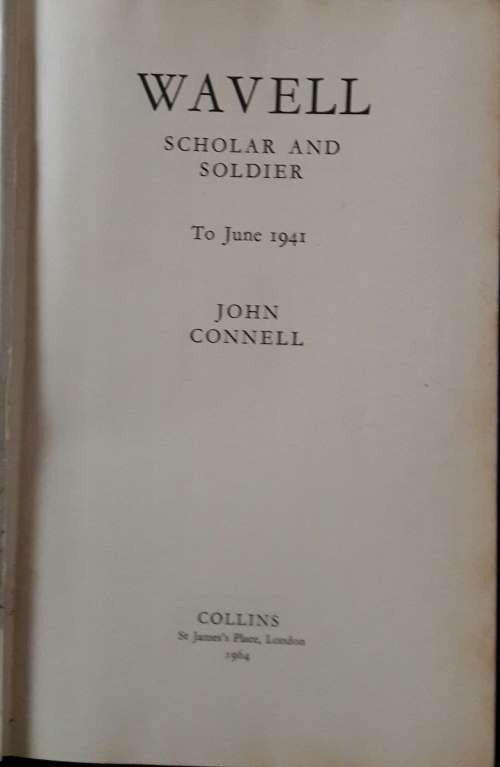 WAVELL
SCHOLAR AND
SOLDIER
To June 1941
JOHN
CONNELL
COLLINS
St James's Place, London
1964